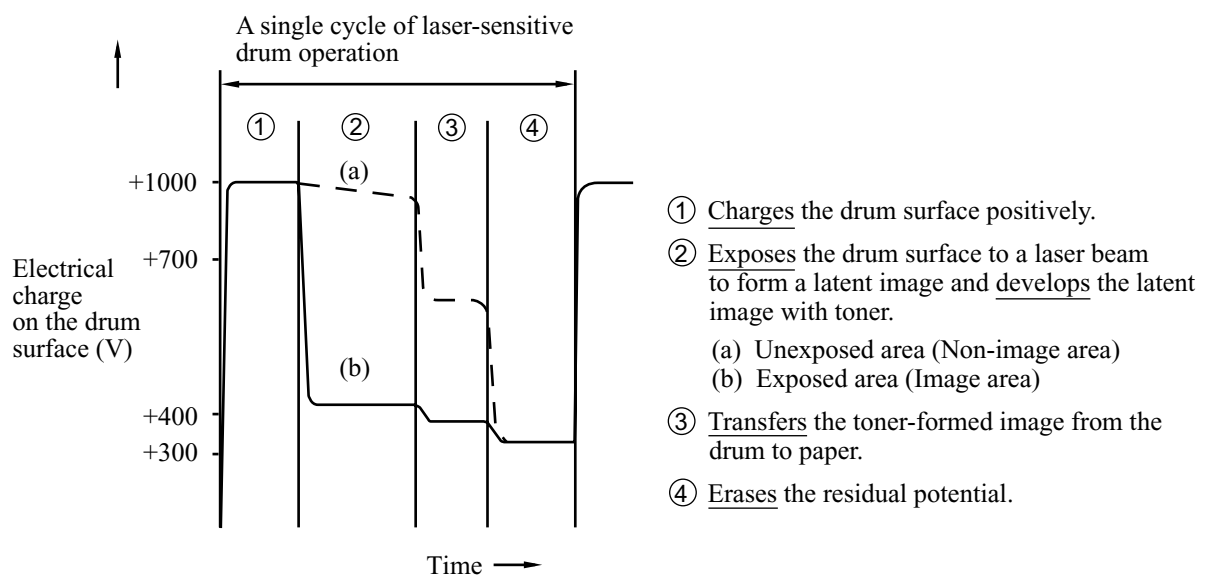 A single cycle of laser-sensitive
drum operation
① ② ③ ④
(a)
+1000
+700
Electrical
charge
on the drum
surface (V)
(b)
+400
+300
Time
① Charges the drum surface positively.
② Exposes the drum surface to a laser beam
to form a latent image and develops the latent
image with toner.
(a) Unexposed area (Non-image area)
(b) Exposed area (Image area)
③ Transfers the toner-formed image from the
drum to paper.
④ Erases the residual potential.